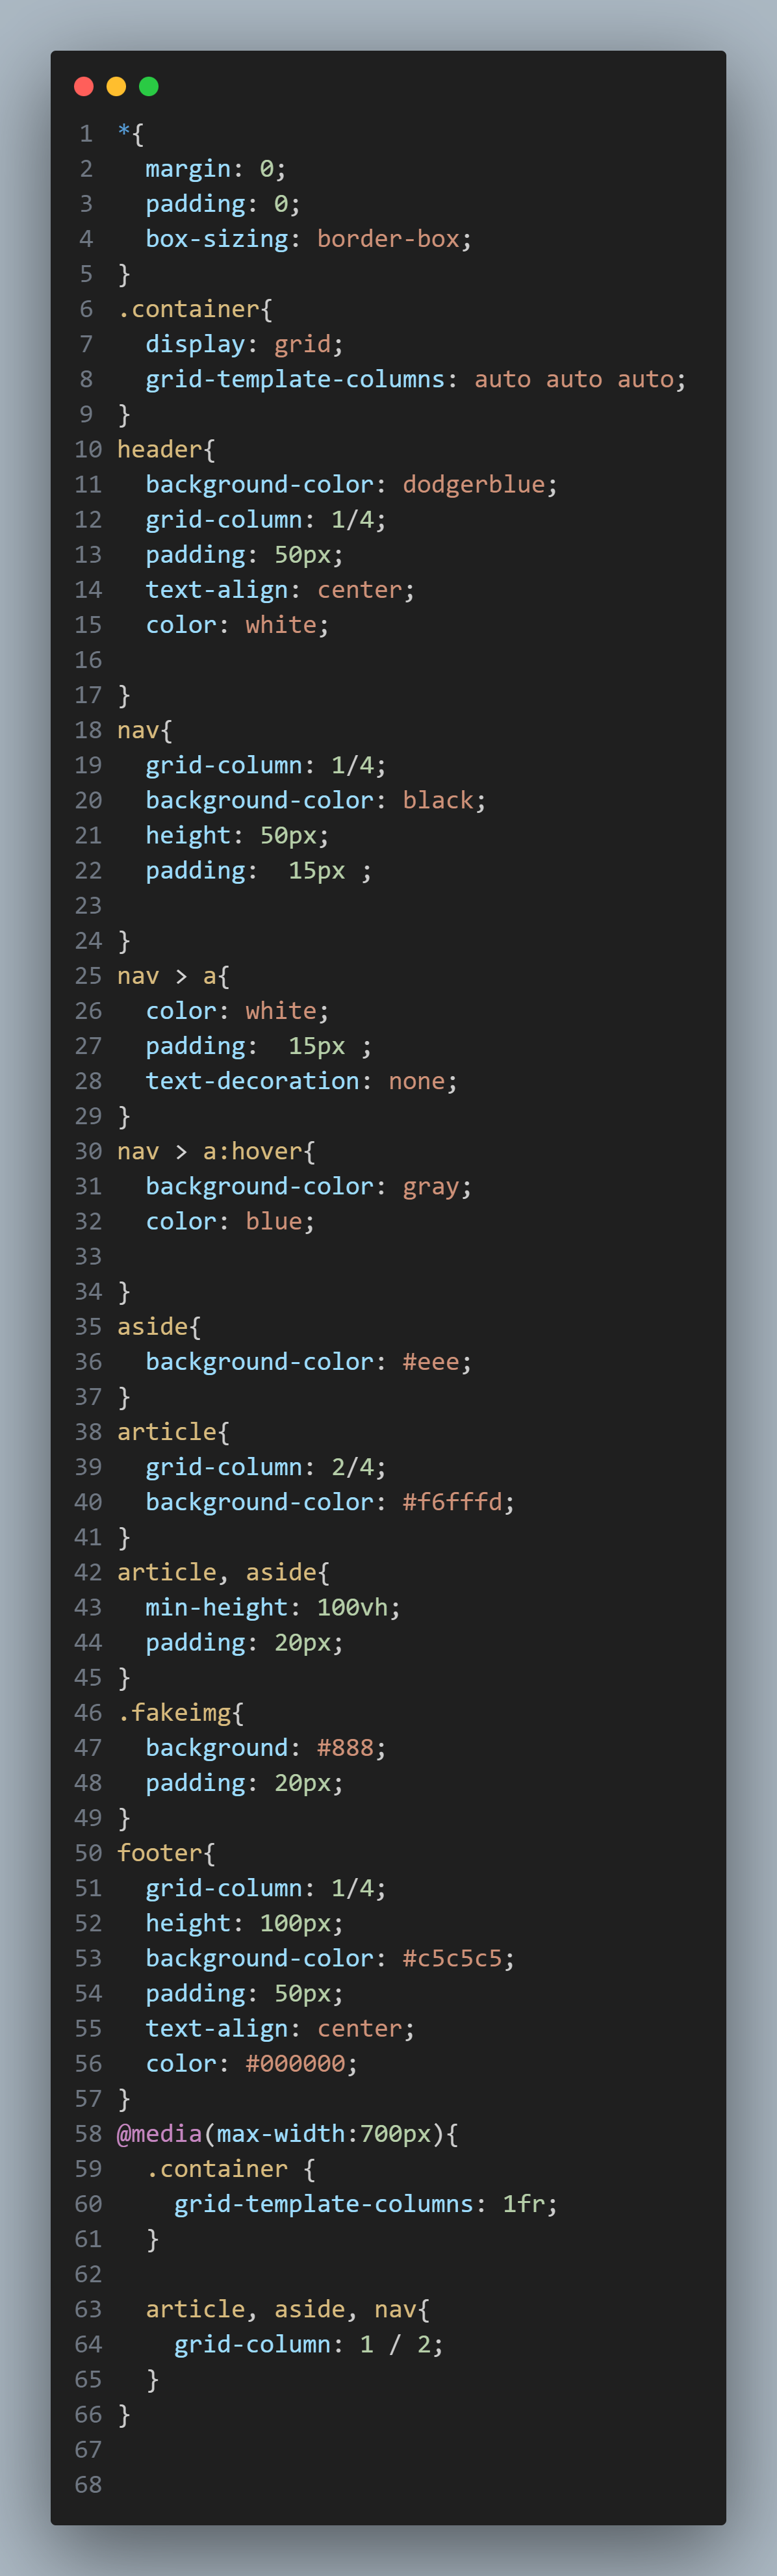 1 *{
2   margin: 0;
3   padding: 0;
4   box-sizing: border-box;
5 }
6 .container{
7   display: grid;
8   grid-template-columns: auto auto auto;
9 }
10 header{
11   background-color: dodgerblue;
12   grid-column: 1/4;
13   padding: 50px;
14   text-align: center;
15   color: white;
16
17 }
18 nav{
19   grid-column: 1/4;
20   background-color: black;
21   height: 50px;
22   padding:  15px ;
23
24 }
25 nav > a{
26   color: white;
27   padding:  15px ;
28   text-decoration: none;
29 }
30 nav > a:hover{
31   background-color: gray;
32   color: blue;
33
34 }
35 aside{
36   background-color: #eee;
37 }
38 article{
39   grid-column: 2/4;
40   background-color: #f6fffd;
41 }
42 article, aside{
43   min-height: 100vh;
44   padding: 20px;
45 }
46 .fakeimg{
47   background: #888;
48   padding: 20px;
49 }
50 footer{
51   grid-column: 1/4;
52   height: 100px;
53   background-color: #c5c5c5;
54   padding: 50px;
55   text-align: center;
56   color: #000000;
57 }
58 @media(max-width:700px){
59   .container {
60     grid-template-columns: 1fr;
61   }
62
63   article, aside, nav{
64     grid-column: 1 / 2;
65   }
66 }
67
68